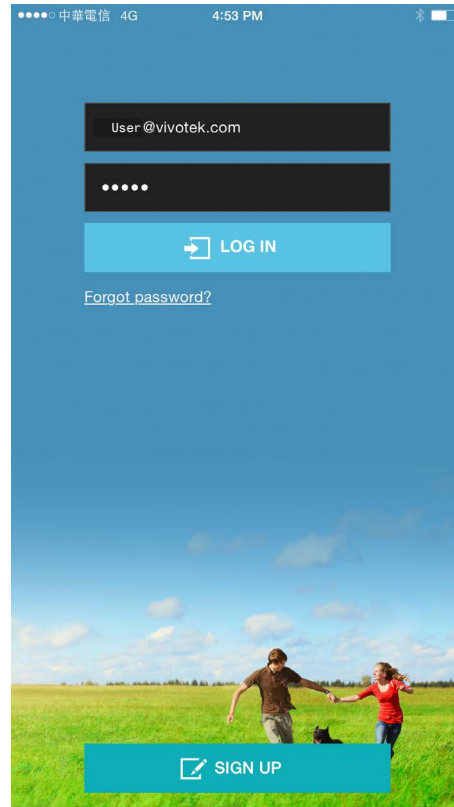 中華電信 4G 4:53 PM
User@vivotek.com
LOG IN
Forgot password?
SIGN UP